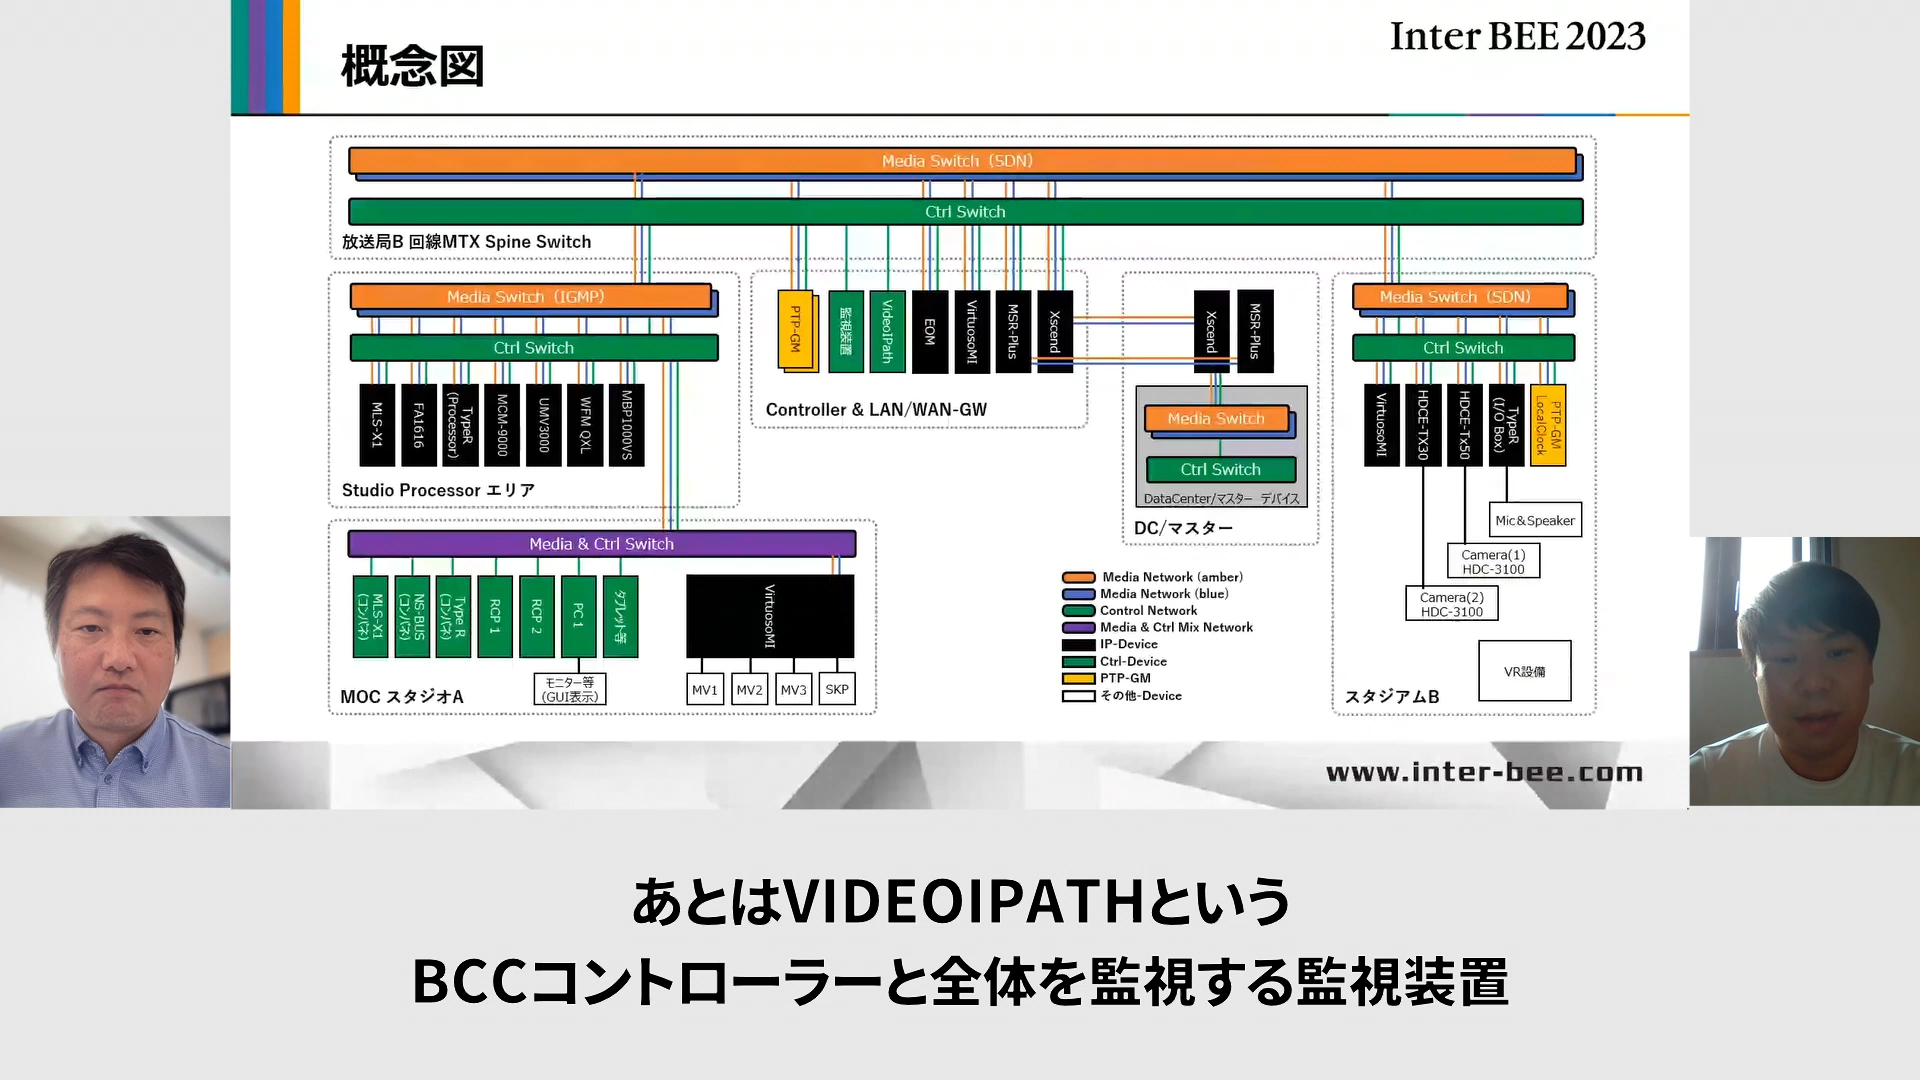 概念図
Inter BEE 2023
Media Switch（SDN）
Ctrl Switch
放送局B 回線MTX Spine Switch
Media Switch（IGMP）
Ctrl Switch
MLS-X1
FA1616
TypeR
(Processor)
MCM-9000
UMV3000
WFM QXL
MBP1000VS
Studio Processor エリア
PTP-GM
監視装置
VideoIPath
EOM
VirtuosoMI
MSR-Plus
Xscend
Controller & LAN/WAN-GW
Xscend
MSR-Plus
Media Switch
Ctrl Switch
DataCenter/マスター デバイス
DC/マスター
Media Switch（SDN）
Ctrl Switch
VirtuosoMI
HDCE-TX30
HDCE-Tx50
TypeR
(I/O Box)
PTP-GM
LocalClock
Mic＆Speaker
Camera(1)
HDC-3100
Camera(2)
HDC-3100
VR設備
スタジアムB
Media & Ctrl Switch
MLS-X1
(コンパネ)
NS-BUS
(コンパネ)
Type R
(コンパネ)
RCP 1
RCP 2
PC 1
タブレット等
VirtuosoMI
モニター等
(GUI表示)
MV1
MV2
MV3
SKP
MOC スタジオA
Media Network (amber)
Media Network (blue)
Control Network
Media & Ctrl Mix Network
IP-Device
Ctrl-Device
PTP-GM
その他-Device
www.inter-bee.com
あとはVIDEOIPATHという
BCCコントローラーと全体を監視する監視装置